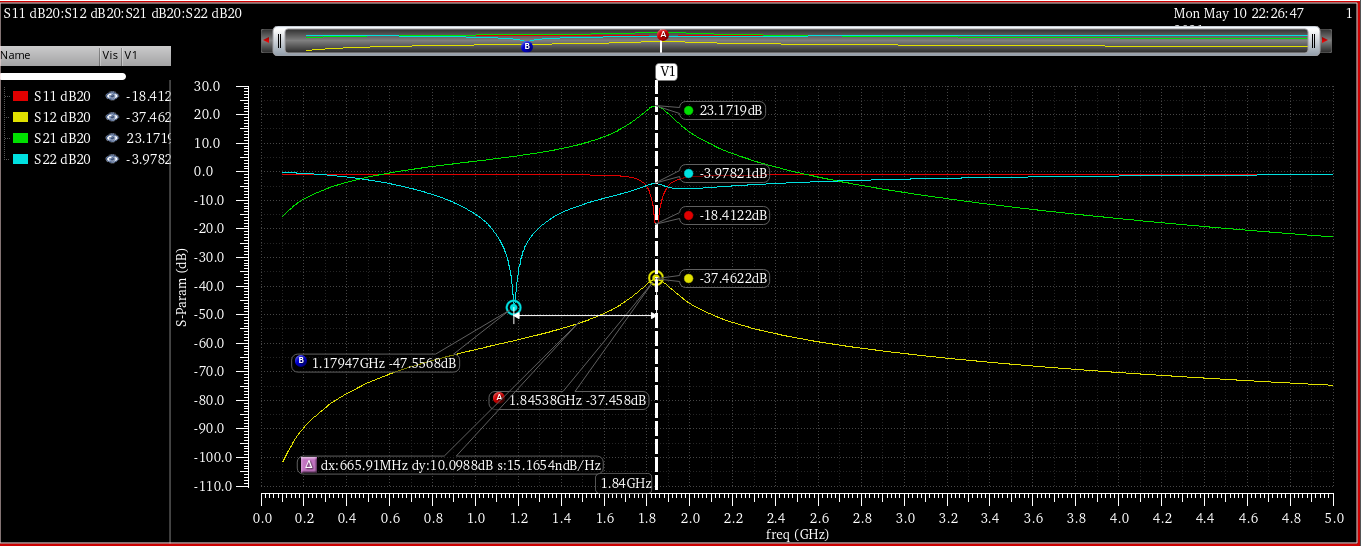 S11 dB20:S12 dB20:S21 dB20:S22 dB20
Mon May 10 22:26:47 1
Name Vis V1
A
B
V1
S11 dB20 -18.412
S12 dB20 -37.462
S21 dB20 23.1719
S22 dB20 -3.9782
30.0
20.0
10.0
0.0
-10.0
-20.0
-30.0
-40.0
-50.0
-60.0
-70.0
-80.0
-90.0
-100.0
-110.0
S-Param (dB)
23.1719dB
-3.97821dB
-18.4122dB
-37.4622dB
B 1.17947GHz -47.5568dB
A 1.84538GHz -37.458dB
Δ dx:665.91MHz dy:10.0988dB s:15.1654ndB/Hz
1.84GHz
0.0 0.2 0.4 0.6 0.8 1.0 1.2 1.4 1.6 1.8 2.0 2.2 2.4 2.6 2.8 3.0 3.2 3.4 3.6 3.8 4.0 4.2 4.4 4.6 4.8 5.0
freq (GHz)